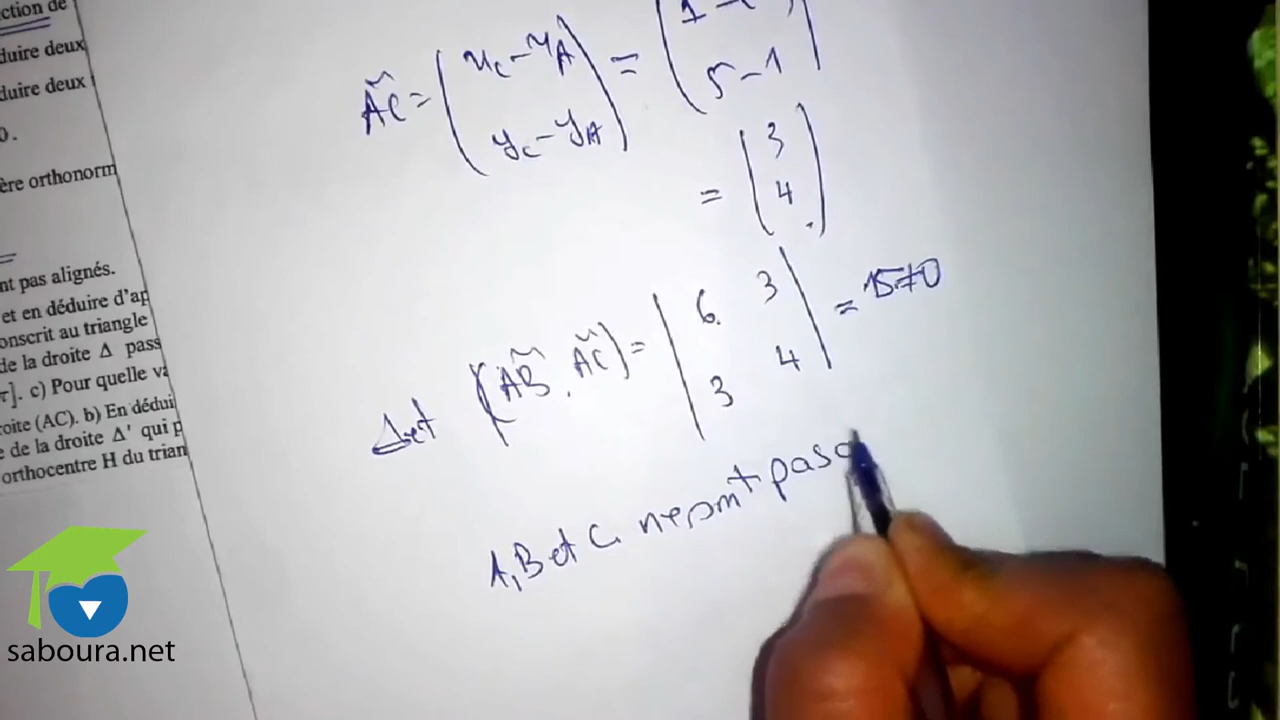 ction de
duire deux
duire deux
0.
ère orthonorm
nt pas alignés.
et en déduire d'ap
onscrit au triangle
de la droite Δ pass
r]. c) Pour quelle va
roite (AC). b) En dédui
e de la droite Δ' qui p
orthocentre H du trian
AC = (xC - xA
yC - yA) = (
5 - 1)
= (3
4)
Det (AB, AC) = |6 3
3 4| = 15 ≠ 0
A, B et C ne sont pas a
saboura.net